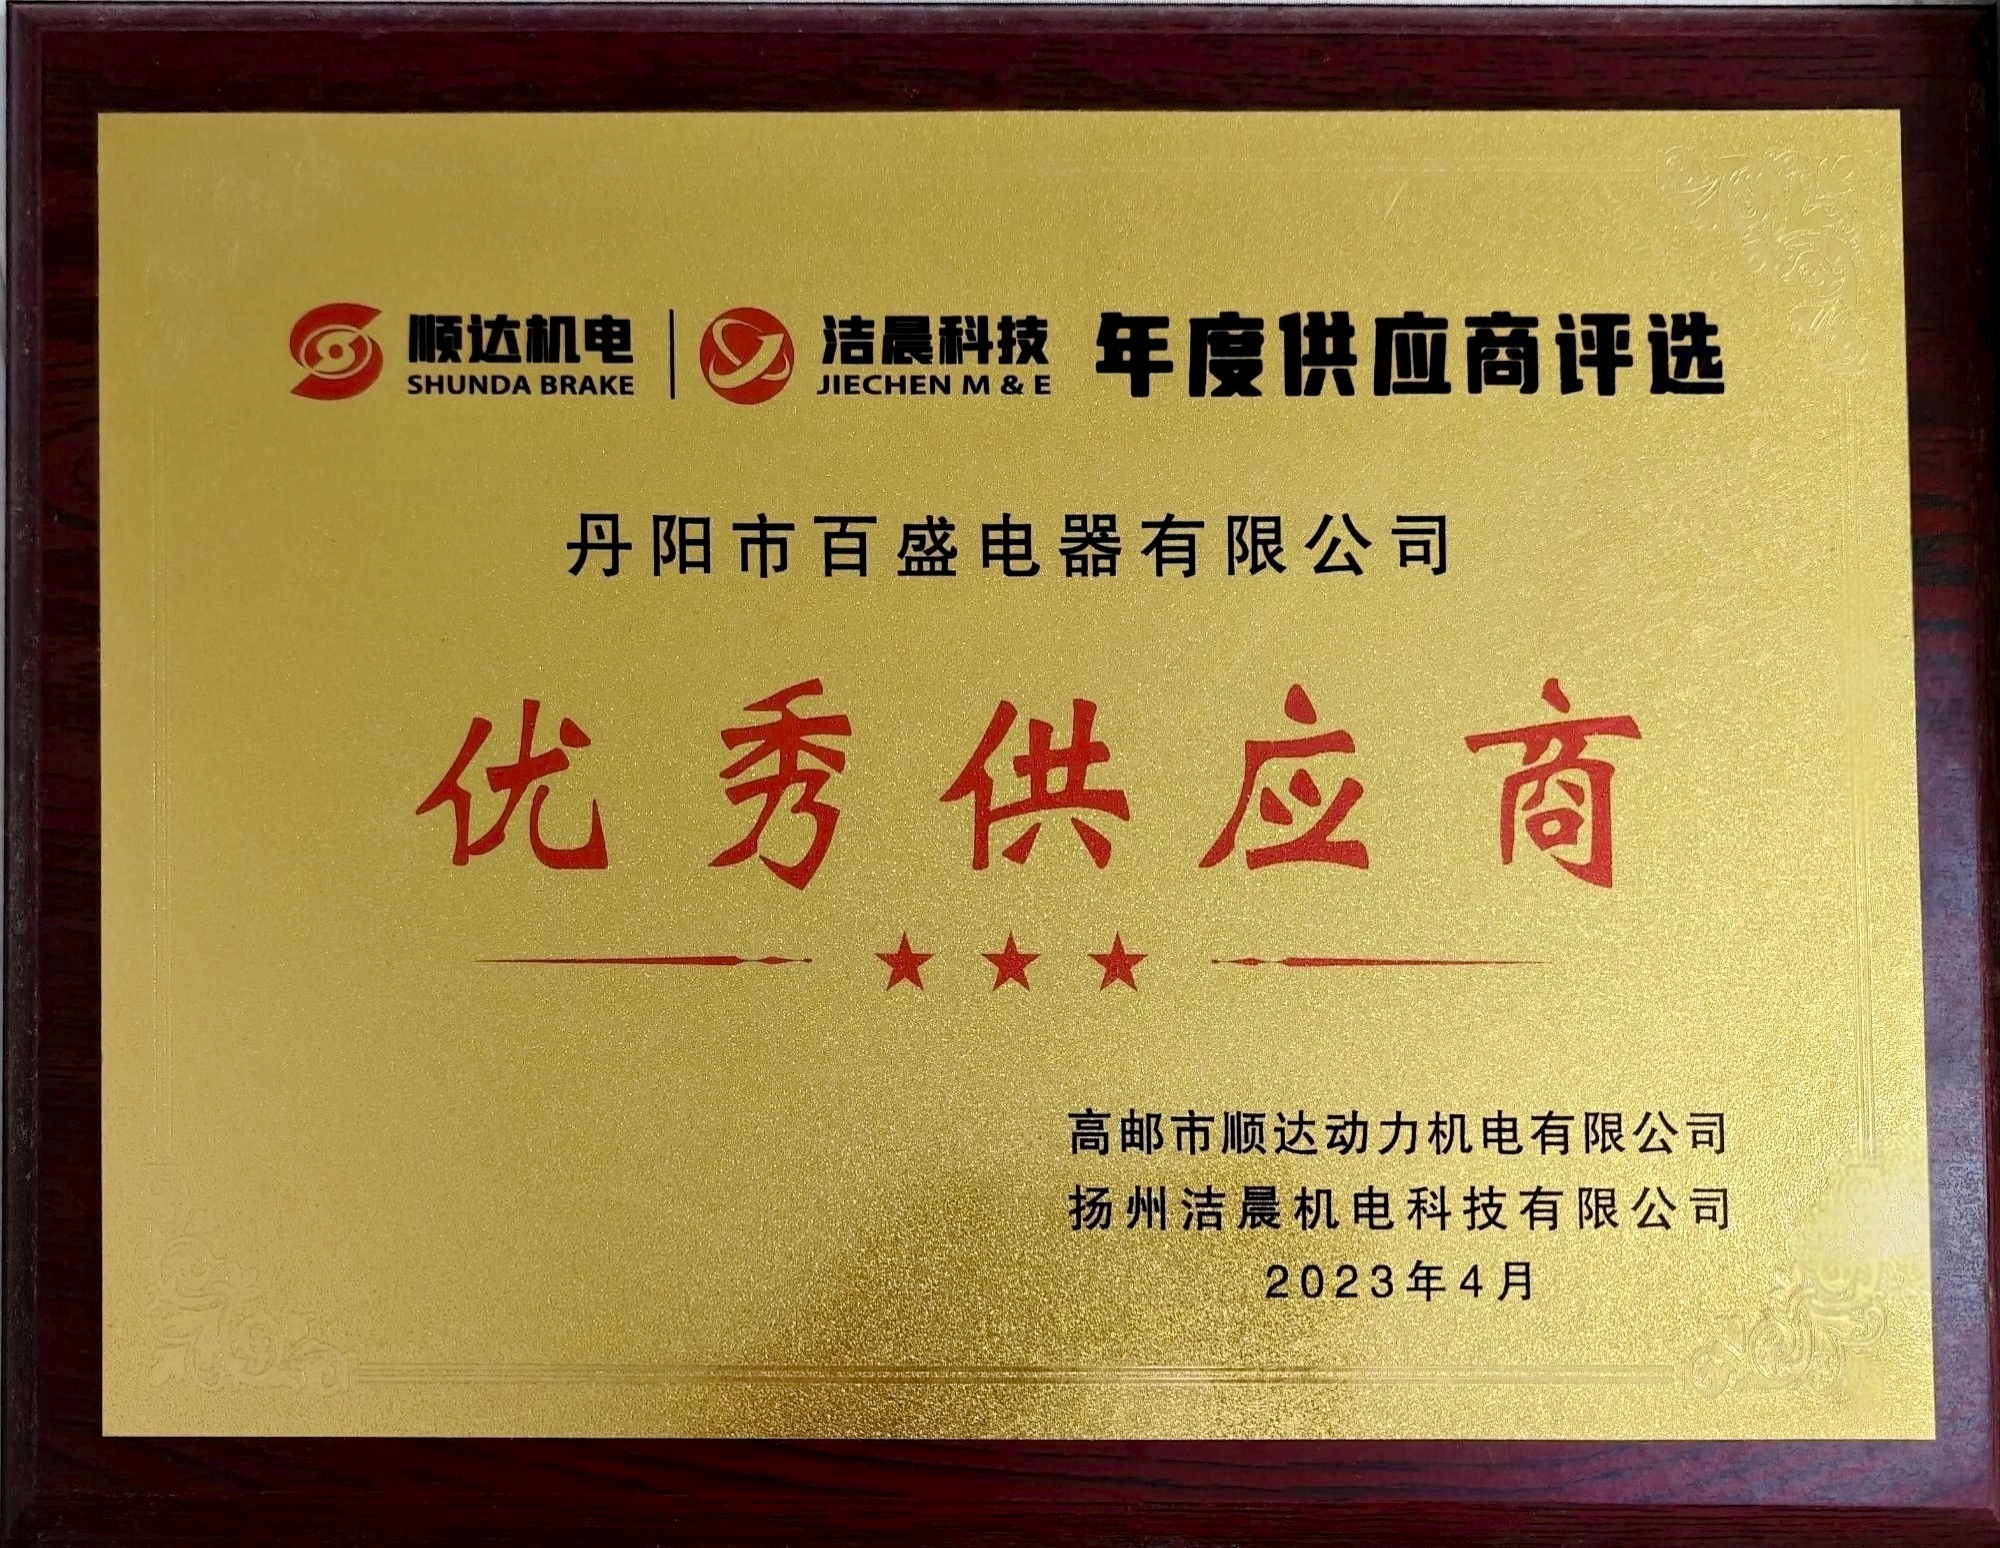 顺达机电 洁晨科技 年度供应商评选
SHUNDA BRAKE JIECHEN M & E
丹阳市百盛电器有限公司
优秀供应商
高邮市顺达动力机电有限公司
扬州洁晨机电科技有限公司
2023年4月